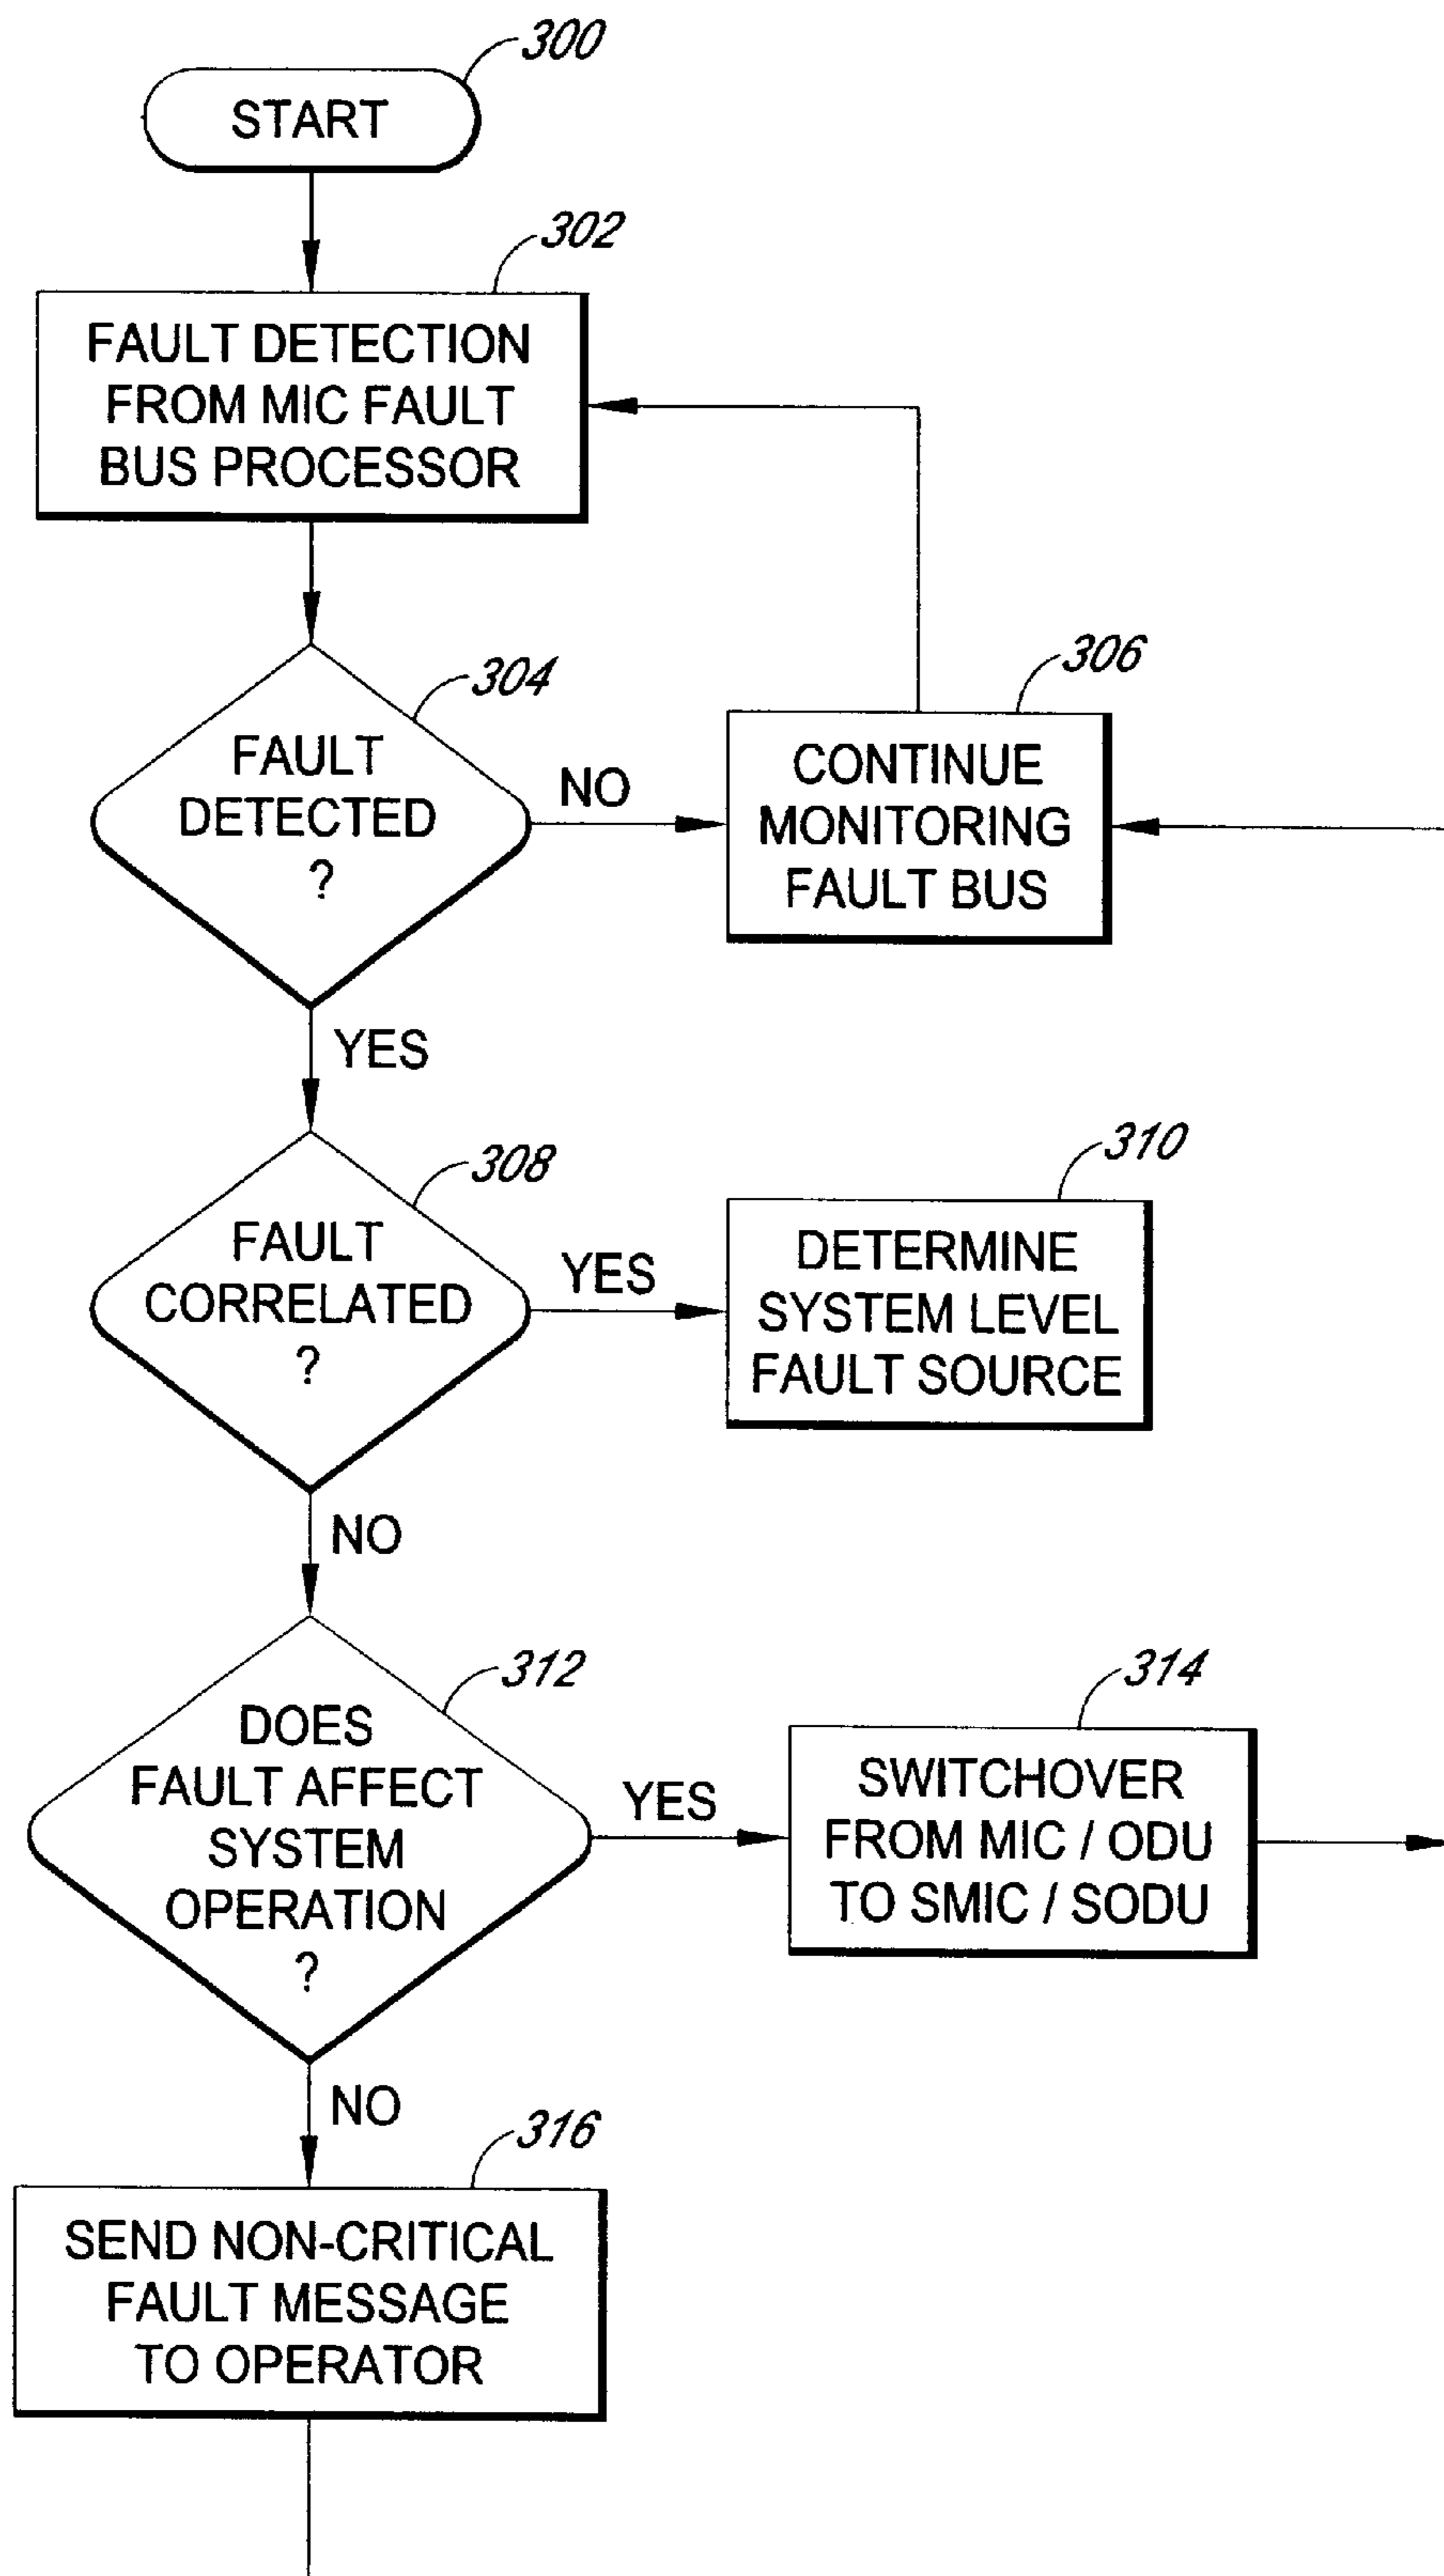 300
START
302
FAULT DETECTION
FROM MIC FAULT
BUS PROCESSOR
304
FAULT
DETECTED
?
NO
306
CONTINUE
MONITORING
FAULT BUS
YES
308
FAULT
CORRELATED
?
YES
310
DETERMINE
SYSTEM LEVEL
FAULT SOURCE
NO
312
DOES
FAULT AFFECT
SYSTEM
OPERATION
?
YES
314
SWITCHOVER
FROM MIC / ODU
TO SMIC / SODU
NO
316
SEND NON-CRITICAL
FAULT MESSAGE
TO OPERATOR